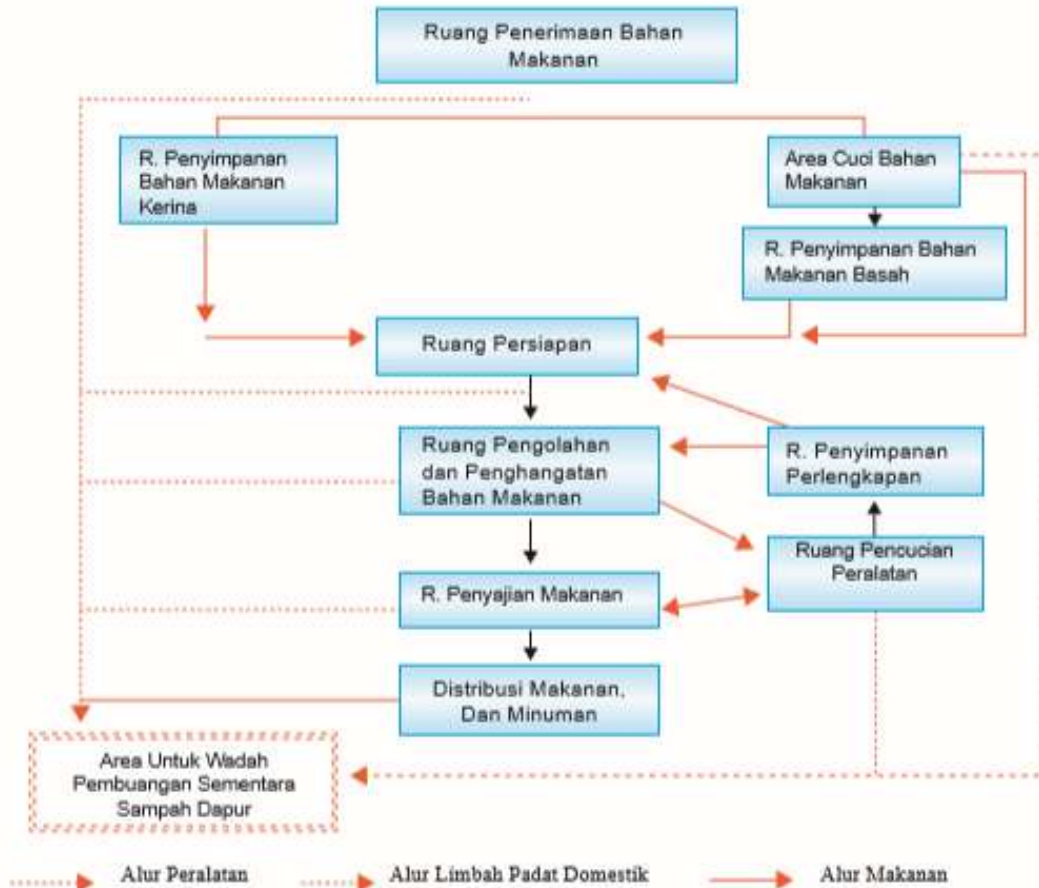 Ruang Penerimaan Bahan
Makanan
R. Penyimpanan
Bahan Makanan
Kerina
Area Cuci Bahan
Makanan
R. Penyimpanan Bahan
Makanan Basah
Ruang Persiapan
Ruang Pengolahan
dan Penghangatan
Bahan Makanan
R. Penyimpanan
Perlengkapan
Ruang Pencucian
Peralatan
R. Penyajian Makanan
Distribusi Makanan,
Dan Minuman
Area Untuk Wadah
Pembuangan Sementara
Sampah Dapur
Alur Peralatan
Alur Limbah Padat Domestik
Alur Makanan